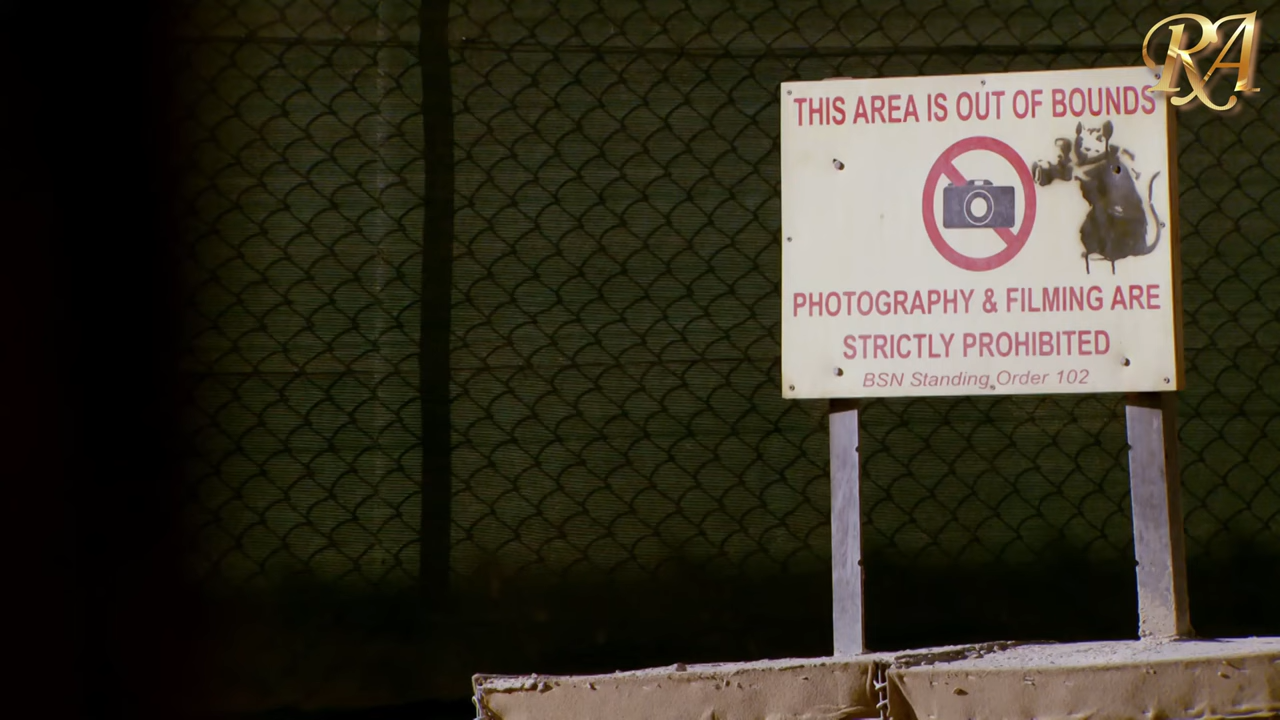 RA
THIS AREA IS OUT OF BOUNDS
PHOTOGRAPHY & FILMING ARE
STRICTLY PROHIBITED
BSN Standing Order 102